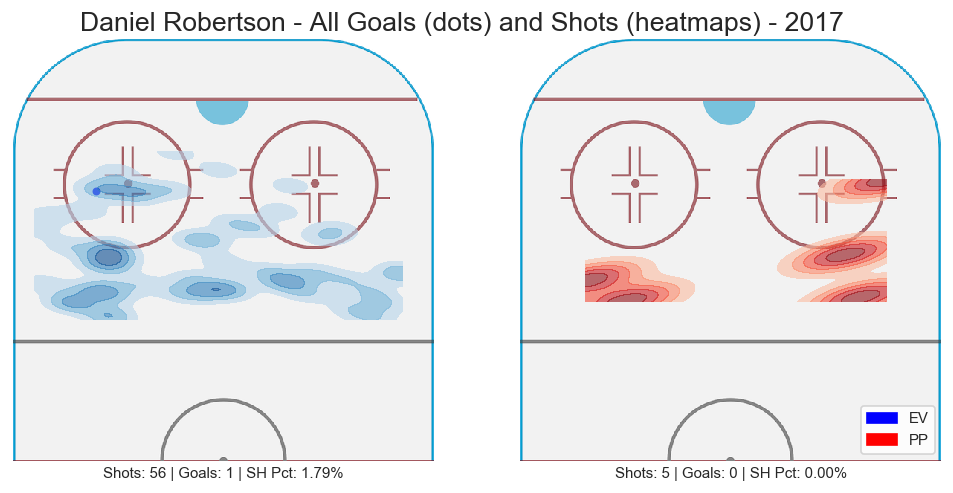 Daniel Robertson - All Goals (dots) and Shots (heatmaps) - 2017
EV
PP
Shots: 56 | Goals: 1 | SH Pct: 1.79%
Shots: 5 | Goals: 0 | SH Pct: 0.00%